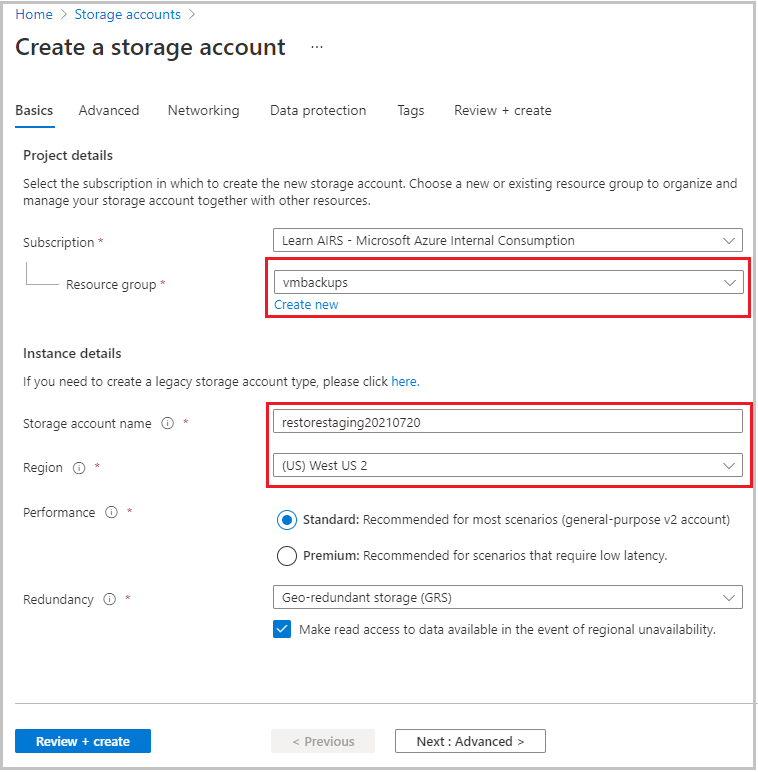 Home > Storage accounts >
Create a storage account ...
Basics Advanced Networking Data protection Tags Review + create
Project details
Select the subscription in which to create the new storage account. Choose a new or existing resource group to organize and
manage your storage account together with other resources.
Subscription * Learn AIRS - Microsoft Azure Internal Consumption
Resource group * vmbackups
Create new
Instance details
If you need to create a legacy storage account type, please click here.
Storage account name * restorestaging20210720
Region * (US) West US 2
Performance * Standard: Recommended for most scenarios (general-purpose v2 account)
Premium: Recommended for scenarios that require low latency.
Redundancy * Geo-redundant storage (GRS)
Make read access to data available in the event of regional unavailability.
Review + create < Previous Next : Advanced >